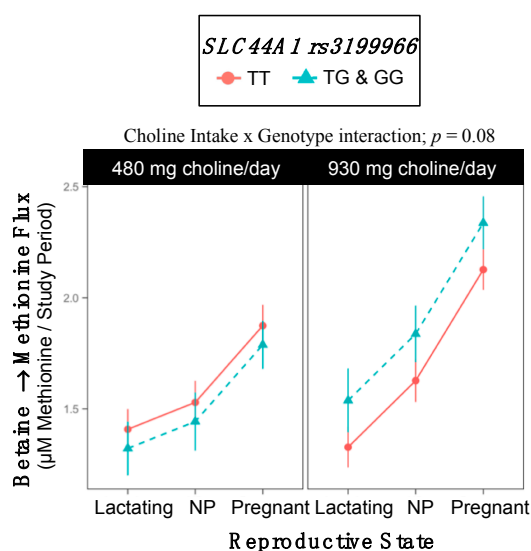 SLC44A1 rs3199966
TT TG & GG
Choline Intake x Genotype interaction; p = 0.08
480 mg choline/day 930 mg choline/day
Betaine → Methionine Flux
(µM Methionine / Study Period)
2.5
2.0
1.5
Lactating NP Pregnant Lactating NP Pregnant
Reproductive State